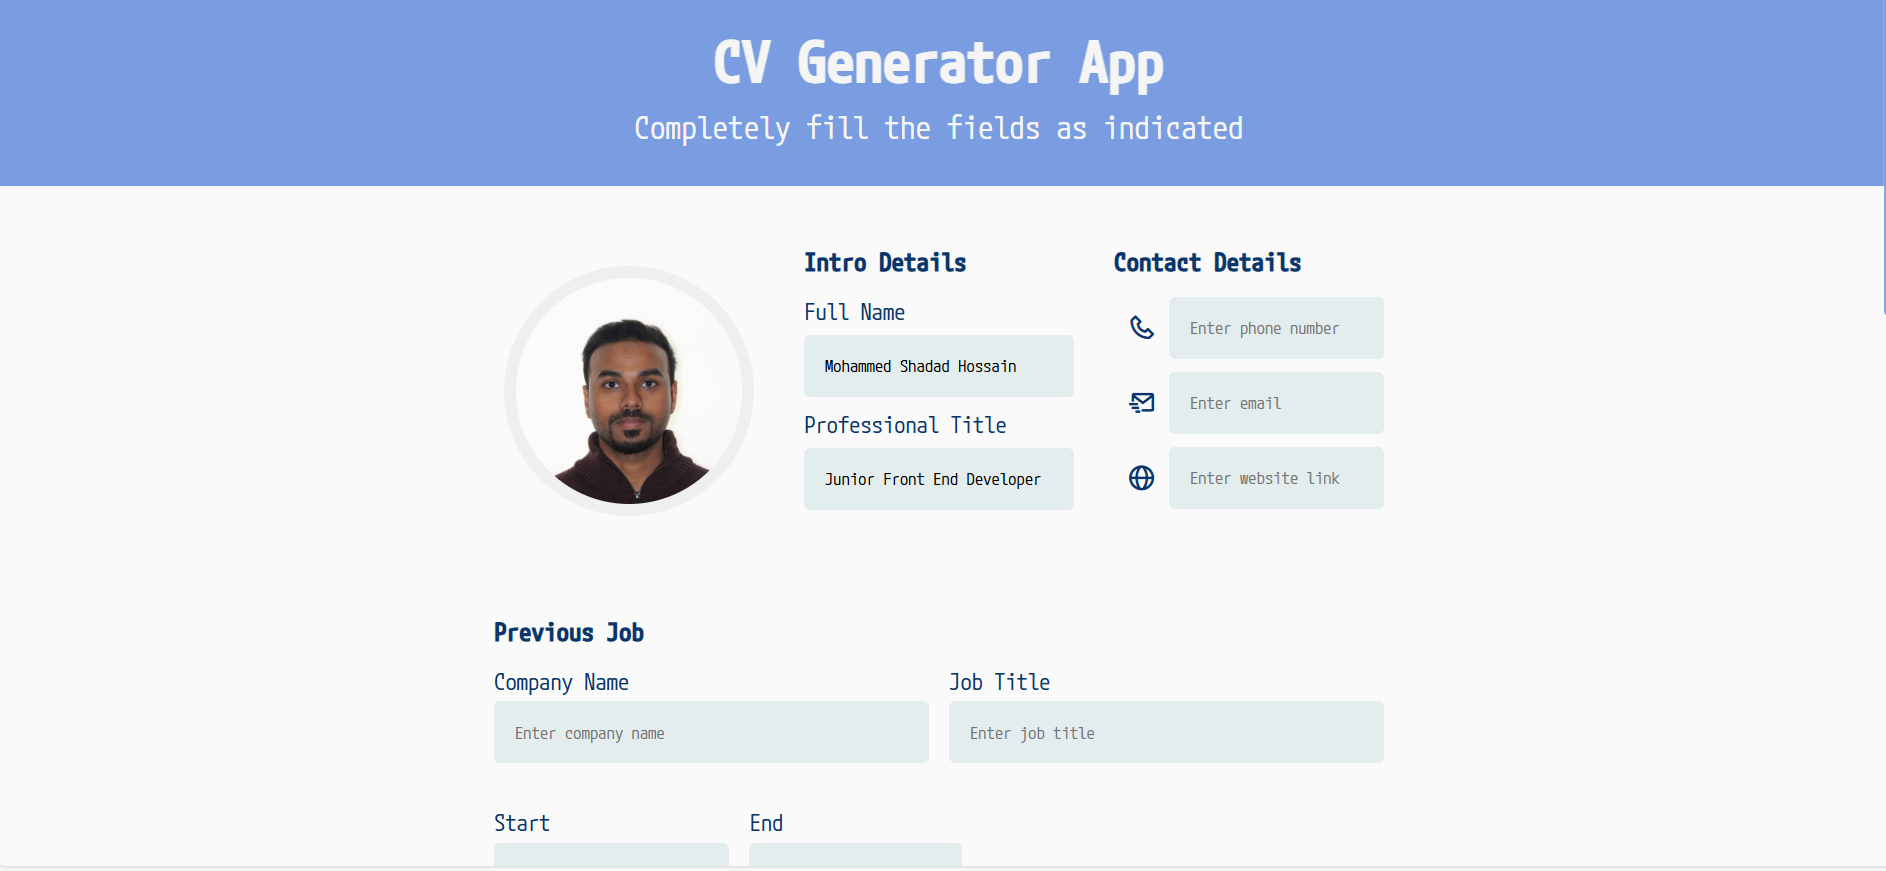 CV Generator App
Completely fill the fields as indicated
Intro Details
Full Name
Mohammed Shadad Hossain
Professional Title
Junior Front End Developer
Contact Details
Enter phone number
Enter email
Enter website link
Previous Job
Company Name
Job Title
Enter company name
Enter job title
Start
End